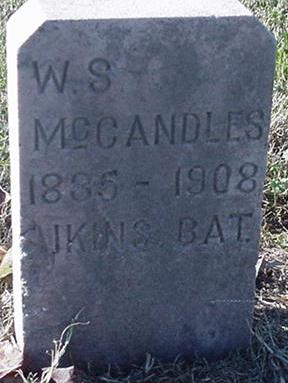 W.S.
McCANDLES
1835 - 1908
AIKINS. BAT.